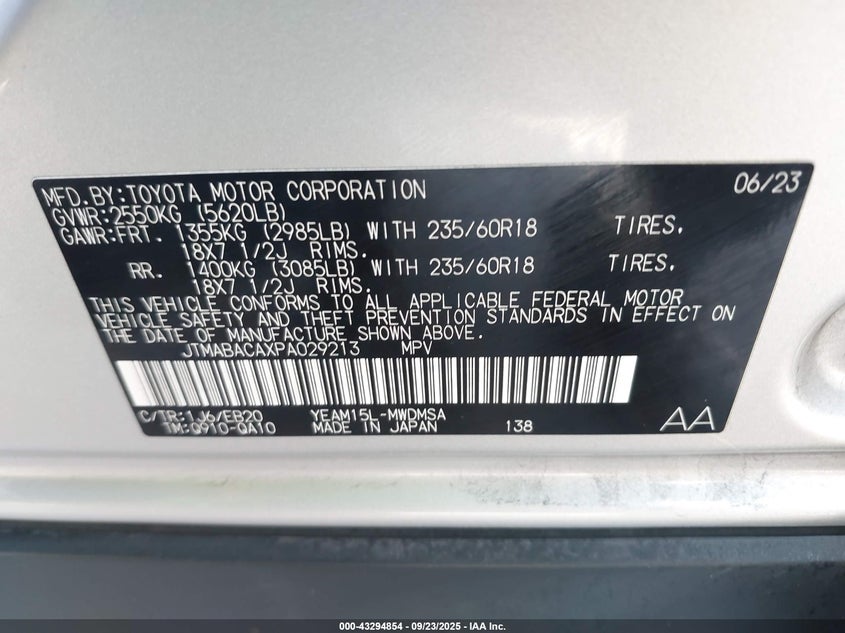 MFD. BY: TOYOTA MOTOR CORPORATION 06/23
GVWR: 2550KG (5620LB)
GAWR: FRT. 1355KG (2985LB) WITH 235/60R18 TIRES,
18X7 1/2J RIMS.
RR. 1400KG (3085LB) WITH 235/60R18 TIRES,
18X7 1/2J RIMS.
THIS VEHICLE CONFORMS TO ALL APPLICABLE FEDERAL MOTOR
VEHICLE SAFETY AND THEFT PREVENTION STANDARDS IN EFFECT ON
THE DATE OF MANUFACTURE SHOWN ABOVE.
JTMABACAXPA029213 MPV
C/TR: 1J6/EB20 YEAM15L-MWDMSA
TM: Q910-QA10 MADE IN JAPAN 138 AA
000-43294854 - 09/23/2025 - IAA Inc.